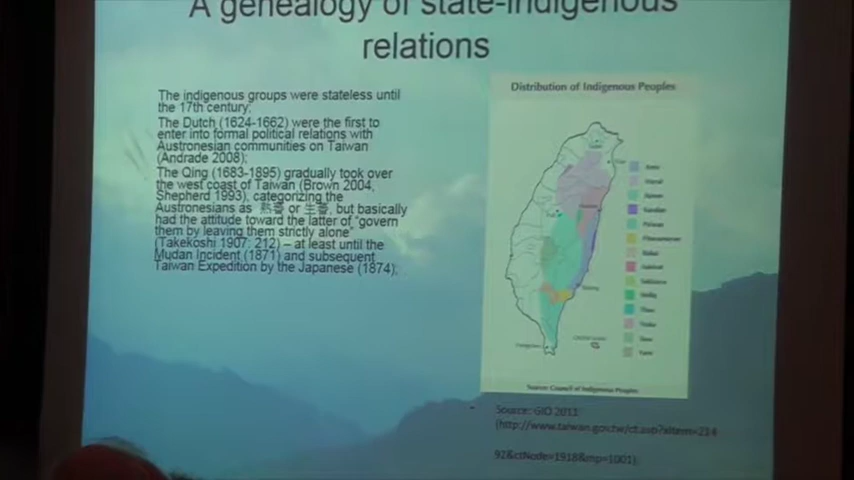 A genealogy of state-indigenous
relations
The indigenous groups were stateless until
the 17th century;
The Dutch (1624-1662) were the first to
enter into formal political relations with
Austronesian communities on Taiwan
(Andrade 2008);
The Qing (1683-1895) gradually took over
the west coast of Taiwan (Brown 2004,
Shepherd 1993), categorizing the
Austronesians as 熟番 or 生番, but basically
had the attitude toward the latter of "govern
them by leaving them strictly alone"
(Takekoshi 1907: 212) – at least until the
Mudan Incident (1871) and subsequent
Taiwan Expedition by the Japanese (1874);
Distribution of Indigenous Peoples
Source: Council of Indigenous Peoples
Source: GIO 2011
(http://www.taiwan.gov.tw/ct.asp?xItem=214
92&ctNode=1918&mp=1001)